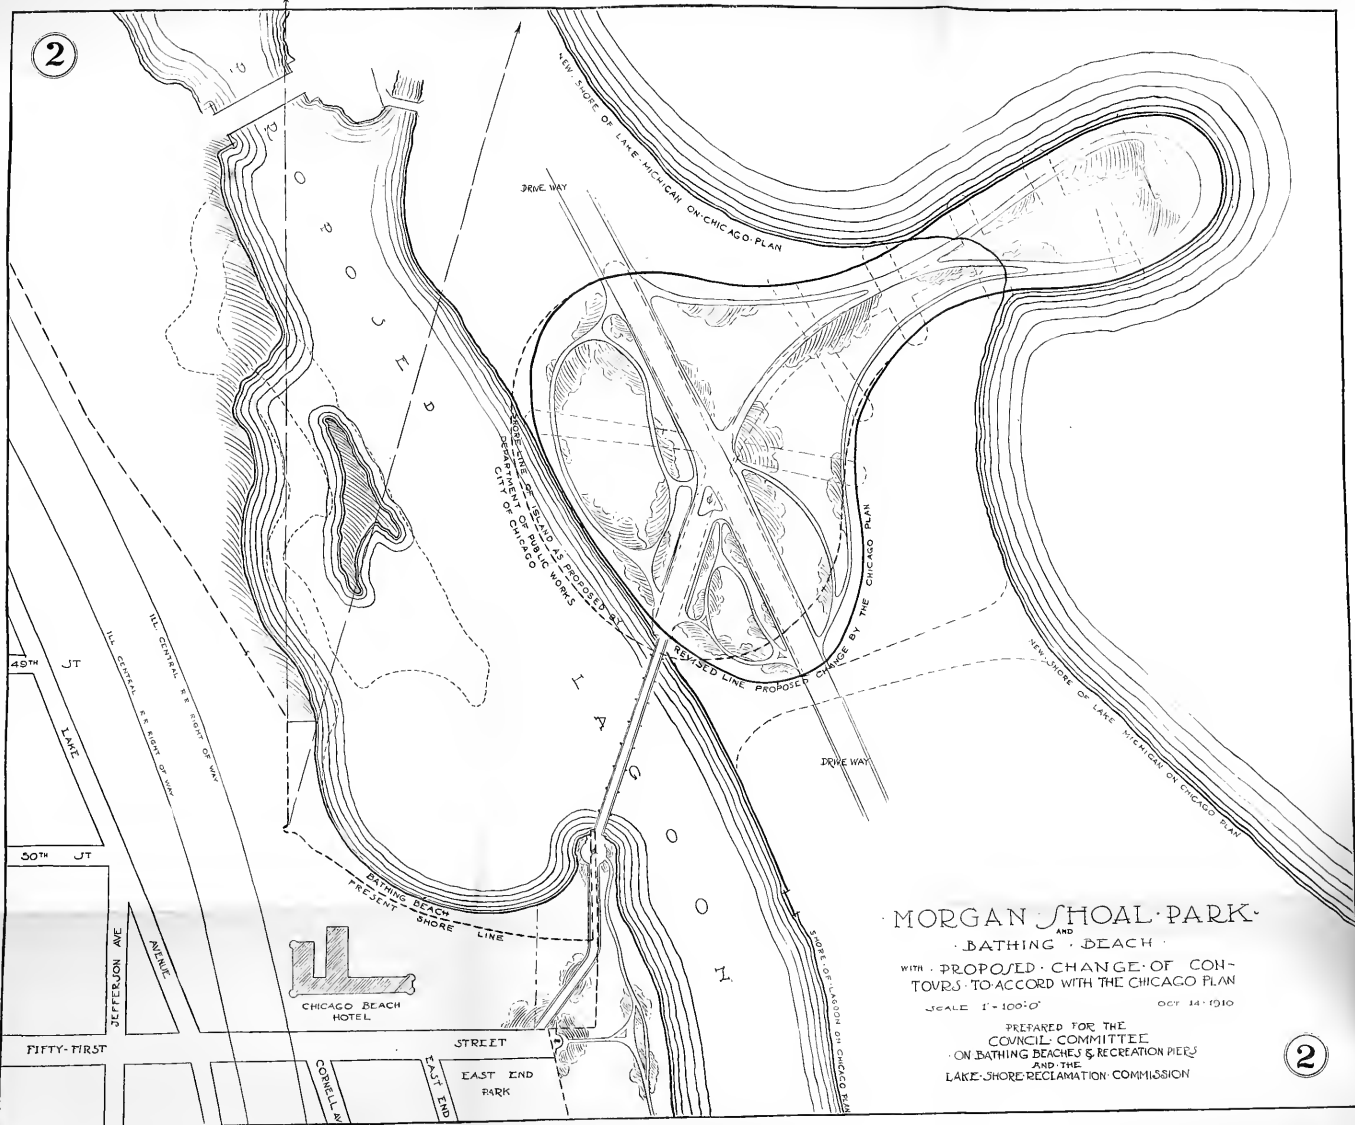 2
NEW SHORE OF LAKE MICHIGAN ON CHICAGO PLAN
DRIVE WAY
PROPOSED LAGOON
SHORE LINE OF ISLAND AS PROPOSED BY
DEPARTMENT OF PUBLIC WORKS
CITY OF CHICAGO
REVISED LINE PROPOSED CHANGE BY THE CHICAGO PLAN
DRIVE WAY
NEW SHORE OF LAKE MICHIGAN ON CHICAGO PLAN
49TH ST
LAKE
AVENUE
ILL CENTRAL R R RIGHT OF WAY
ILL. CENTRAL R R RIGHT OF WAY
50TH ST
JEFFERSON AVE
BATHING BEACH
PRESENT SHORE LINE
CHICAGO BEACH
HOTEL
FIFTY-FIRST STREET
CORNELL AV
EAST END
EAST END
PARK
SHORE OF LAGOON ON CHICAGO PLAN
MORGAN SHOAL PARK
AND
BATHING BEACH
WITH PROPOSED CHANGE OF CON-
TOURS TO ACCORD WITH THE CHICAGO PLAN
SCALE 1"=100'0" OCT 14-1910
PREPARED FOR THE
COUNCIL COMMITTEE
ON BATHING BEACHES & RECREATION PIERS
AND THE
LAKE SHORE RECLAMATION COMMISSION
2